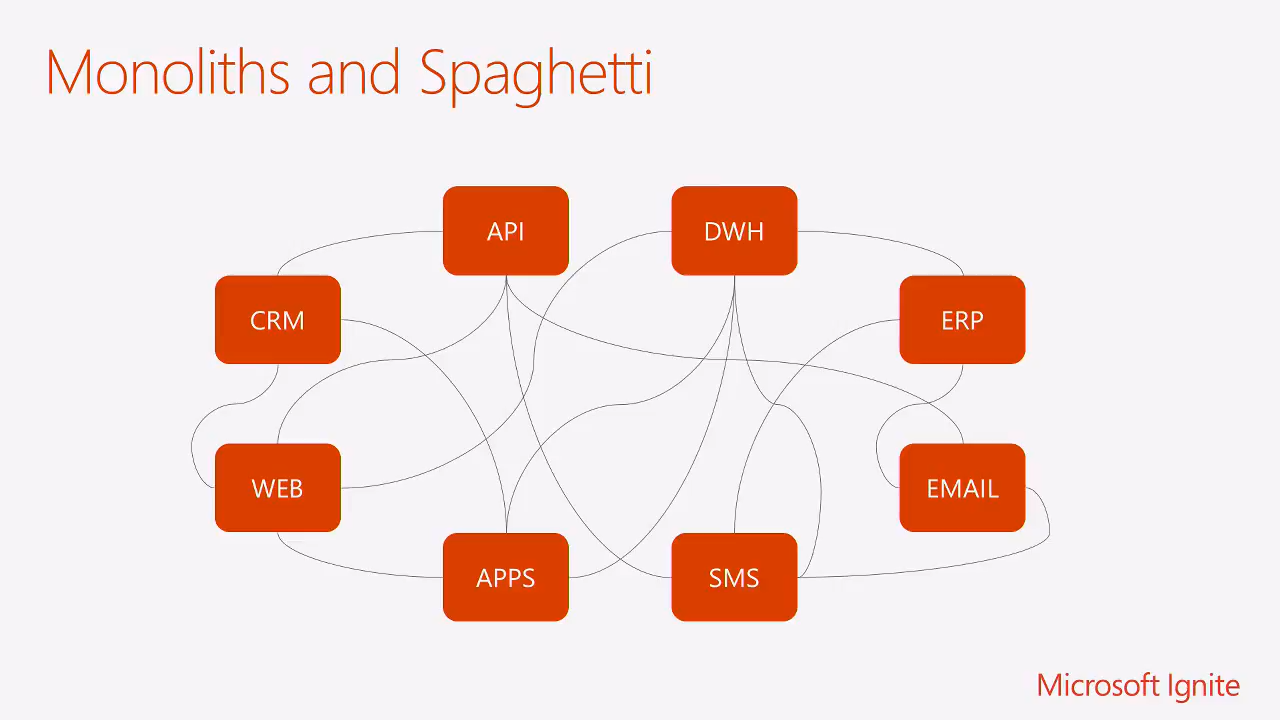 Monoliths and Spaghetti
API
DWH
CRM
ERP
WEB
EMAIL
APPS
SMS
Microsoft Ignite